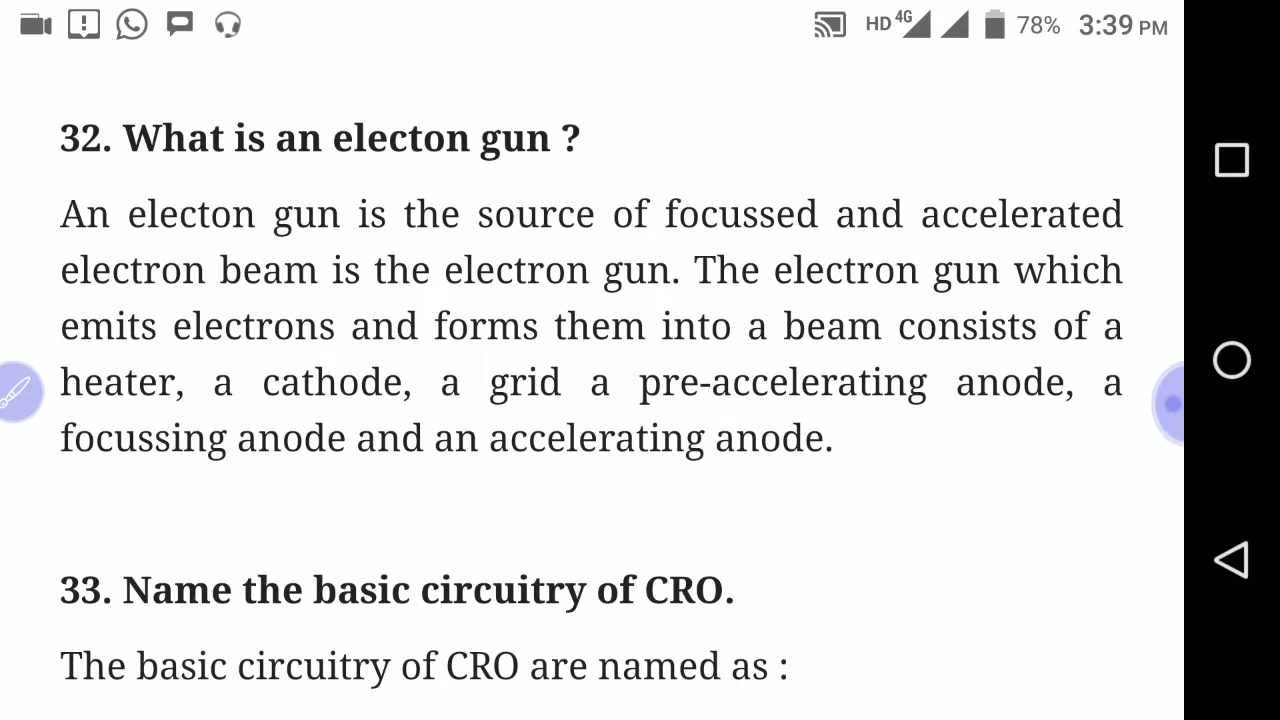 HD 4G 78% 3:39 PM
32. What is an electon gun ?
An electon gun is the source of focussed and accelerated
electron beam is the electron gun. The electron gun which
emits electrons and forms them into a beam consists of a
heater, a cathode, a grid a pre-accelerating anode, a
focussing anode and an accelerating anode.
33. Name the basic circuitry of CRO.
The basic circuitry of CRO are named as :